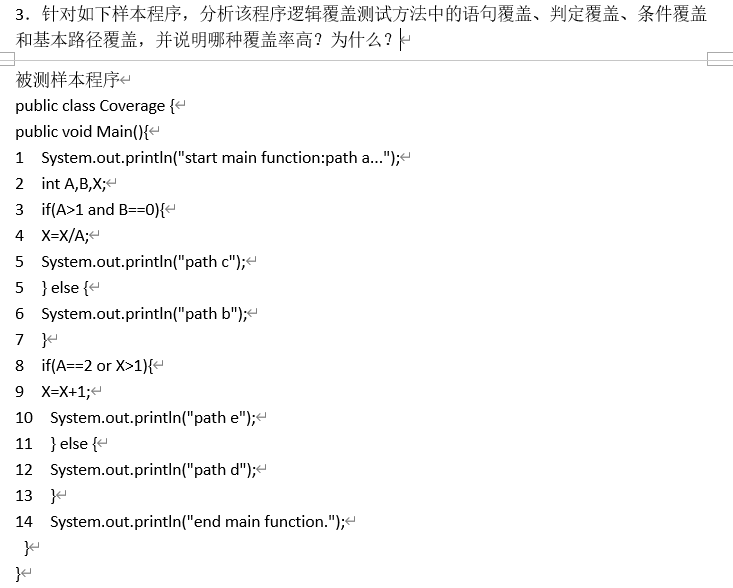 3. 针对如下样本程序，分析该程序逻辑覆盖测试方法中的语句覆盖、判定覆盖、条件覆盖
和基本路径覆盖，并说明哪种覆盖率高？为什么？
被测样本程序
public class Coverage {
public void Main(){
1 System.out.println("start main function:path a...");
2 int A,B,X;
3 if(A>1 and B==0){
4 X=X/A;
5 System.out.println("path c");
5 } else {
6 System.out.println("path b");
7 }
8 if(A==2 or X>1){
9 X=X+1;
10 System.out.println("path e");
11 } else {
12 System.out.println("path d");
13 }
14 System.out.println("end main function.");
}
}